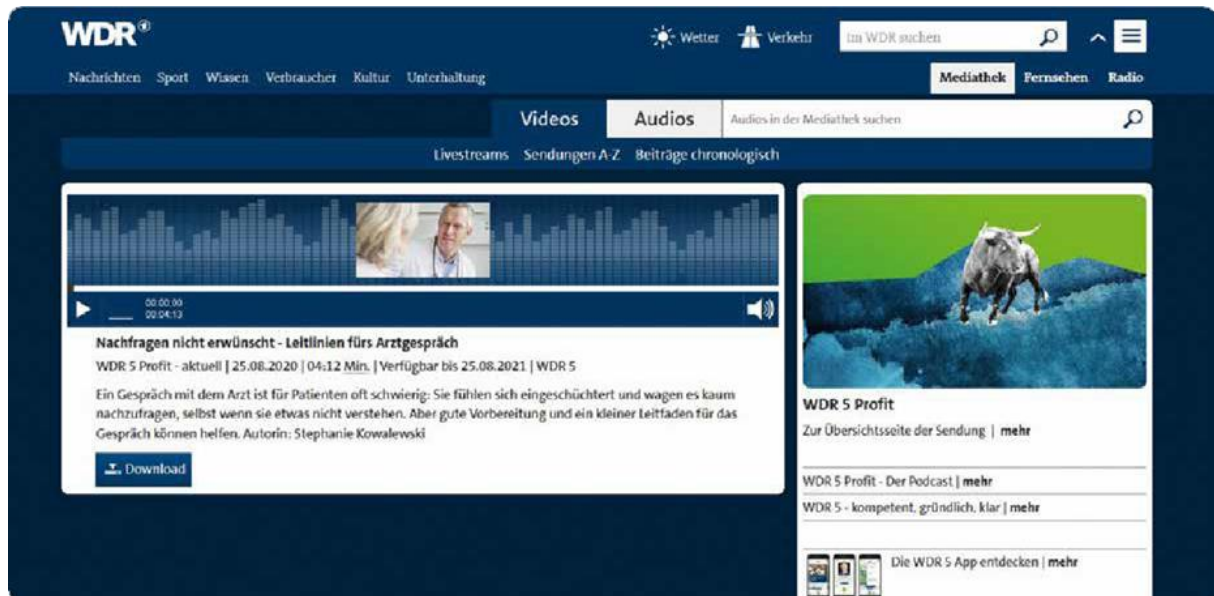 WDR
Wetter Verkehr Im WDR suchen
Nachrichten Sport Wissen Verbraucher Kultur Unterhaltung Mediathek Fernsehen Radio
Videos Audios Audios in der Mediathek suchen
Livestreams Sendungen A-Z Beiträge chronologisch
00:00:00
00:04:13
Nachfragen nicht erwünscht - Leitlinien fürs Arztgespräch
WDR 5 Profit - aktuell | 25.08.2020 | 04:12 Min. | Verfügbar bis 25.08.2021 | WDR 5
Ein Gespräch mit dem Arzt ist für Patienten oft schwierig: Sie fühlen sich eingeschüchtert und wagen es kaum
nachzufragen, selbst wenn sie etwas nicht verstehen. Aber gute Vorbereitung und ein kleiner Leitfaden für das
Gespräch können helfen. Autorin: Stephanie Kowalewski
Download
WDR 5 Profit
Zur Übersichtsseite der Sendung | mehr
WDR 5 Profit - Der Podcast | mehr
WDR 5 - kompetent, gründlich, klar | mehr
Die WDR 5 App entdecken | mehr